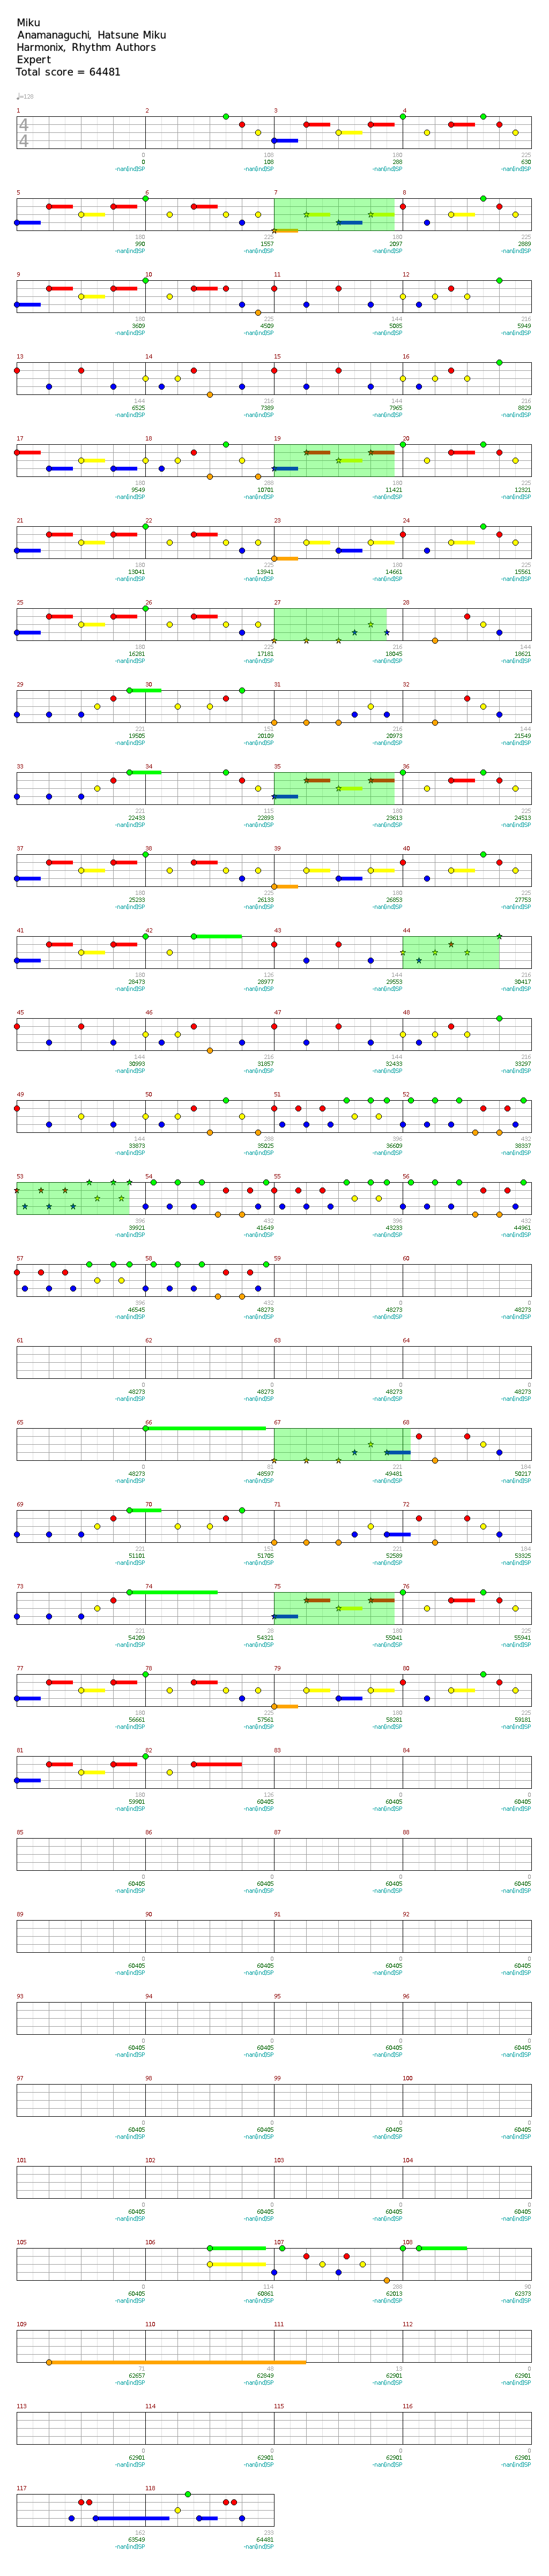 Miku
Anamanaguchi, Hatsune Miku
Harmonix, Rhythm Authors
Expert
Total score = 64481
♩=128
1 2 3 4
4
4
0 108 180 225
0 108 288 630
-nan(ind)SP -nan(ind)SP -nan(ind)SP -nan(ind)SP
5 6 7 8
180 225 180 225
990 1557 2097 2889
-nan(ind)SP -nan(ind)SP -nan(ind)SP -nan(ind)SP
9 10 11 12
180 225 144 216
3609 4509 5085 5949
-nan(ind)SP -nan(ind)SP -nan(ind)SP -nan(ind)SP
13 14 15 16
144 216 144 216
6525 7389 7965 8829
-nan(ind)SP -nan(ind)SP -nan(ind)SP -nan(ind)SP
17 18 19 20
180 288 180 225
9549 10701 11421 12321
-nan(ind)SP -nan(ind)SP -nan(ind)SP -nan(ind)SP
21 22 23 24
180 225 180 225
13041 13941 14661 15561
-nan(ind)SP -nan(ind)SP -nan(ind)SP -nan(ind)SP
25 26 27 28
180 225 216 144
16281 17181 18045 18621
-nan(ind)SP -nan(ind)SP -nan(ind)SP -nan(ind)SP
29 30 31 32
221 151 216 144
19505 20109 20973 21549
-nan(ind)SP -nan(ind)SP -nan(ind)SP -nan(ind)SP
33 34 35 36
221 115 180 225
22433 22893 23613 24513
-nan(ind)SP -nan(ind)SP -nan(ind)SP -nan(ind)SP
37 38 39 40
180 225 180 225
25233 26133 26853 27753
-nan(ind)SP -nan(ind)SP -nan(ind)SP -nan(ind)SP
41 42 43 44
180 126 144 216
28473 28977 29553 30417
-nan(ind)SP -nan(ind)SP -nan(ind)SP -nan(ind)SP
45 46 47 48
144 216 144 216
30993 31857 32433 33297
-nan(ind)SP -nan(ind)SP -nan(ind)SP -nan(ind)SP
49 50 51 52
144 288 396 432
33873 35025 36609 38337
-nan(ind)SP -nan(ind)SP -nan(ind)SP -nan(ind)SP
53 54 55 56
396 432 396 432
39921 41649 43233 44961
-nan(ind)SP -nan(ind)SP -nan(ind)SP -nan(ind)SP
57 58 59 60
396 432 0 0
46545 48273 48273 48273
-nan(ind)SP -nan(ind)SP -nan(ind)SP -nan(ind)SP
61 62 63 64
0 0 0 0
48273 48273 48273 48273
-nan(ind)SP -nan(ind)SP -nan(ind)SP -nan(ind)SP
65 66 67 68
0 81 221 184
48273 48597 49481 50217
-nan(ind)SP -nan(ind)SP -nan(ind)SP -nan(ind)SP
69 70 71 72
221 151 221 184
51101 51705 52589 53325
-nan(ind)SP -nan(ind)SP -nan(ind)SP -nan(ind)SP
73 74 75 76
221 28 180 225
54209 54321 55041 55941
-nan(ind)SP -nan(ind)SP -nan(ind)SP -nan(ind)SP
77 78 79 80
180 225 180 225
56661 57561 58281 59181
-nan(ind)SP -nan(ind)SP -nan(ind)SP -nan(ind)SP
81 82 83 84
180 126 0 0
59901 60405 60405 60405
-nan(ind)SP -nan(ind)SP -nan(ind)SP -nan(ind)SP
85 86 87 88
0 0 0 0
60405 60405 60405 60405
-nan(ind)SP -nan(ind)SP -nan(ind)SP -nan(ind)SP
89 90 91 92
0 0 0 0
60405 60405 60405 60405
-nan(ind)SP -nan(ind)SP -nan(ind)SP -nan(ind)SP
93 94 95 96
0 0 0 0
60405 60405 60405 60405
-nan(ind)SP -nan(ind)SP -nan(ind)SP -nan(ind)SP
97 98 99 100
0 0 0 0
60405 60405 60405 60405
-nan(ind)SP -nan(ind)SP -nan(ind)SP -nan(ind)SP
101 102 103 104
0 0 0 0
60405 60405 60405 60405
-nan(ind)SP -nan(ind)SP -nan(ind)SP -nan(ind)SP
105 106 107 108
0 114 288 90
60405 60861 62013 62373
-nan(ind)SP -nan(ind)SP -nan(ind)SP -nan(ind)SP
109 110 111 112
71 48 13 0
62657 62849 62901 62901
-nan(ind)SP -nan(ind)SP -nan(ind)SP -nan(ind)SP
113 114 115 116
0 0 0 0
62901 62901 62901 62901
-nan(ind)SP -nan(ind)SP -nan(ind)SP -nan(ind)SP
117 118
162 233
63549 64481
-nan(ind)SP -nan(ind)SP